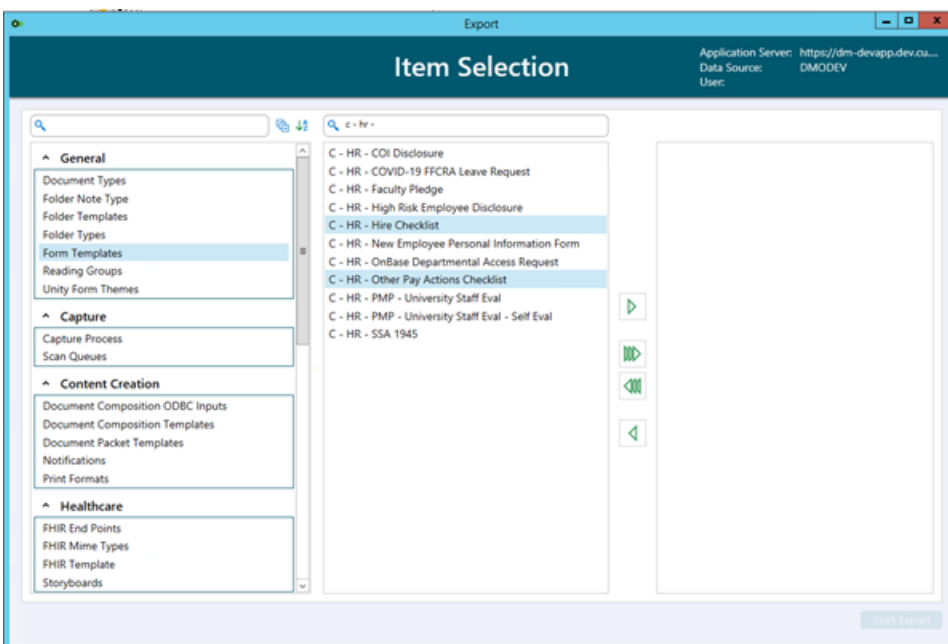 Export
Item Selection
Application Server: https://dm-devapp.dev.cu....
Data Source: DMODEV
User:
c - hr -
General
Document Types
Folder Note Type
Folder Templates
Folder Types
Form Templates
Reading Groups
Unity Form Themes
Capture
Capture Process
Scan Queues
Content Creation
Document Composition ODBC Inputs
Document Composition Templates
Document Packet Templates
Notifications
Print Formats
Healthcare
FHIR End Points
FHIR Mime Types
FHIR Template
Storyboards
C - HR - COI Disclosure
C - HR - COVID-19 FFCRA Leave Request
C - HR - Faculty Pledge
C - HR - High Risk Employee Disclosure
C - HR - Hire Checklist
C - HR - New Employee Personal Information Form
C - HR - OnBase Departmental Access Request
C - HR - Other Pay Actions Checklist
C - HR - PMP - University Staff Eval
C - HR - PMP - University Staff Eval - Self Eval
C - HR - SSA 1945
Start Export